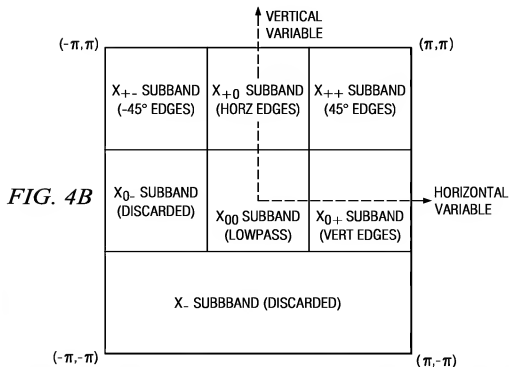 VERTICAL
VARIABLE
(-π,π)
(π,π)
X+- SUBBAND
(-45° EDGES)
X+0 SUBBAND
(HORZ EDGES)
X++ SUBBAND
(45° EDGES)
FIG. 4B
X0- SUBBAND
(DISCARDED)
X00 SUBBAND
(LOWPASS)
X0+ SUBBAND
(VERT EDGES)
HORIZONTAL
VARIABLE
X- SUBBBAND (DISCARDED)
(-π,-π)
(π,-π)